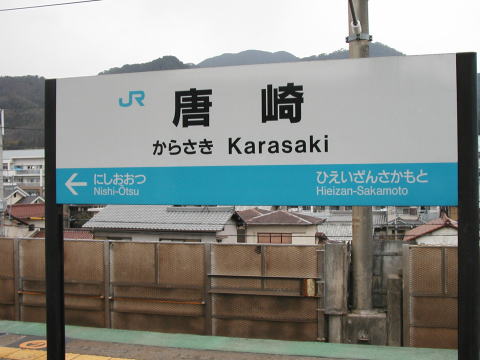 JR
唐崎
からさき Karasaki
← にしおおつ ひえいざんさかもと
Nishi-Ōtsu Hieizan-Sakamoto